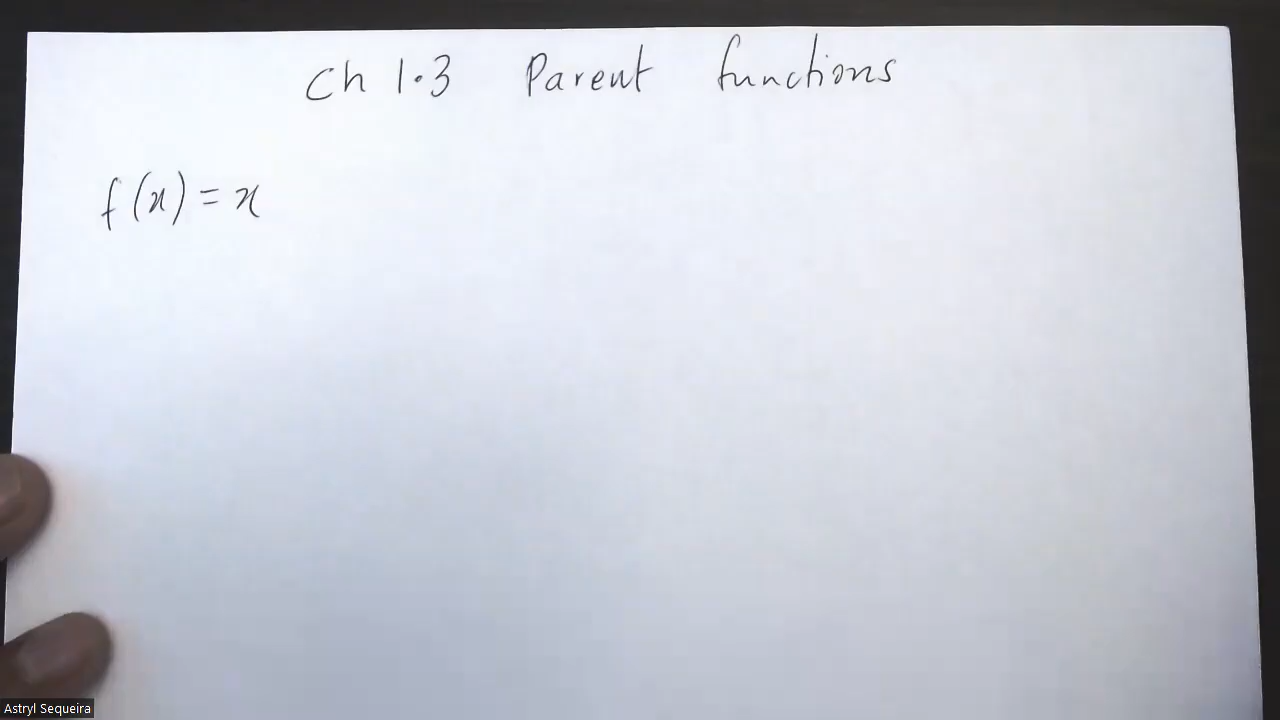 Ch 1.3 Parent functions
f(x) = x
Astryl Sequeira